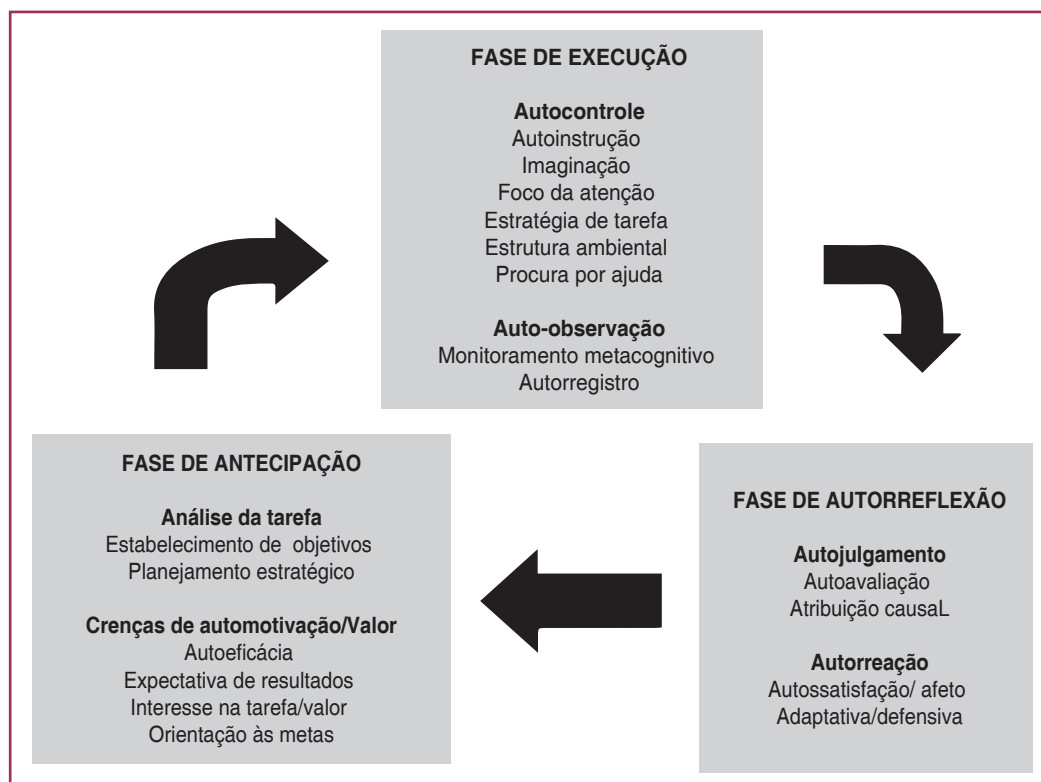 FASE DE EXECUÇÃO
Autocontrole
Autoinstrução
Imaginação
Foco da atenção
Estratégia de tarefa
Estrutura ambiental
Procura por ajuda
Auto-observação
Monitoramento metacognitivo
Autorregistro
FASE DE ANTECIPAÇÃO
Análise da tarefa
Estabelecimento de objetivos
Planejamento estratégico
Crenças de automotivação/Valor
Autoeficácia
Expectativa de resultados
Interesse na tarefa/valor
Orientação às metas
FASE DE AUTORREFLEXÃO
Autojulgamento
Autoavaliação
Atribuição causaL
Autorreação
Autossatisfação/ afeto
Adaptativa/defensiva